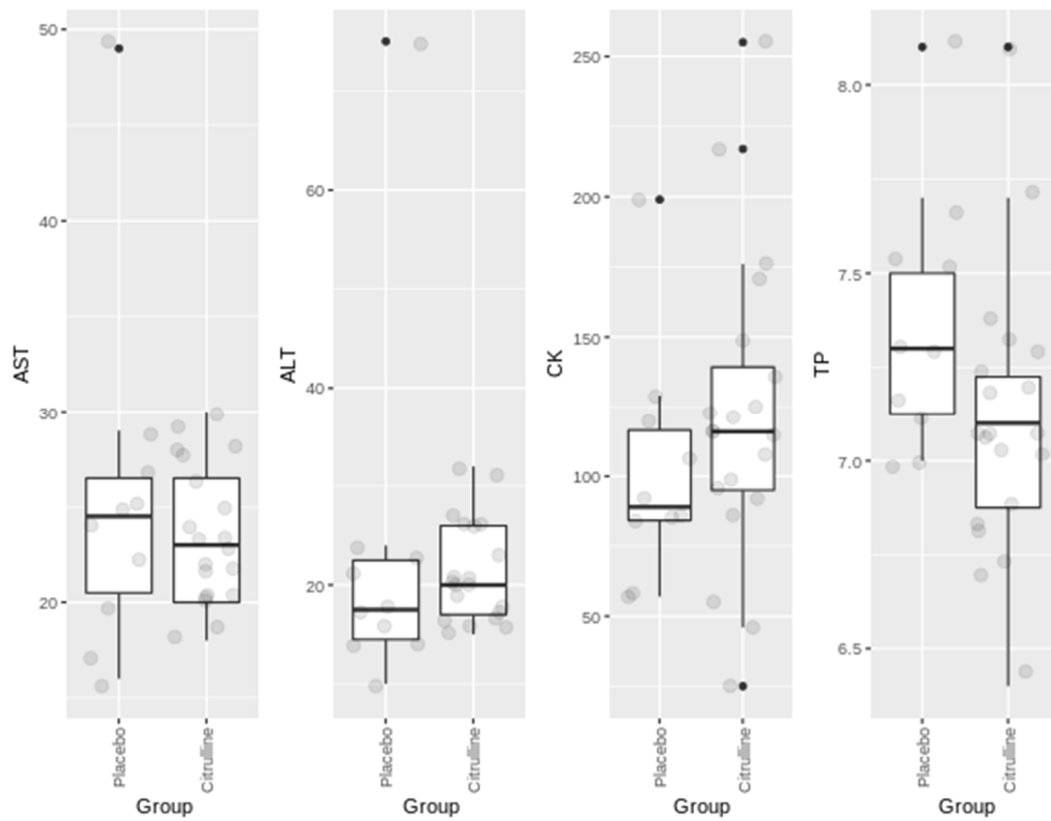 AST
50
40
30
20
Placebo
Citrulline
Group
ALT
60
40
20
Placebo
Citrulline
Group
CK
250
200
150
100
50
Placebo
Citrulline
Group
TP
8.0
7.5
7.0
6.5
Placebo
Citrulline
Group